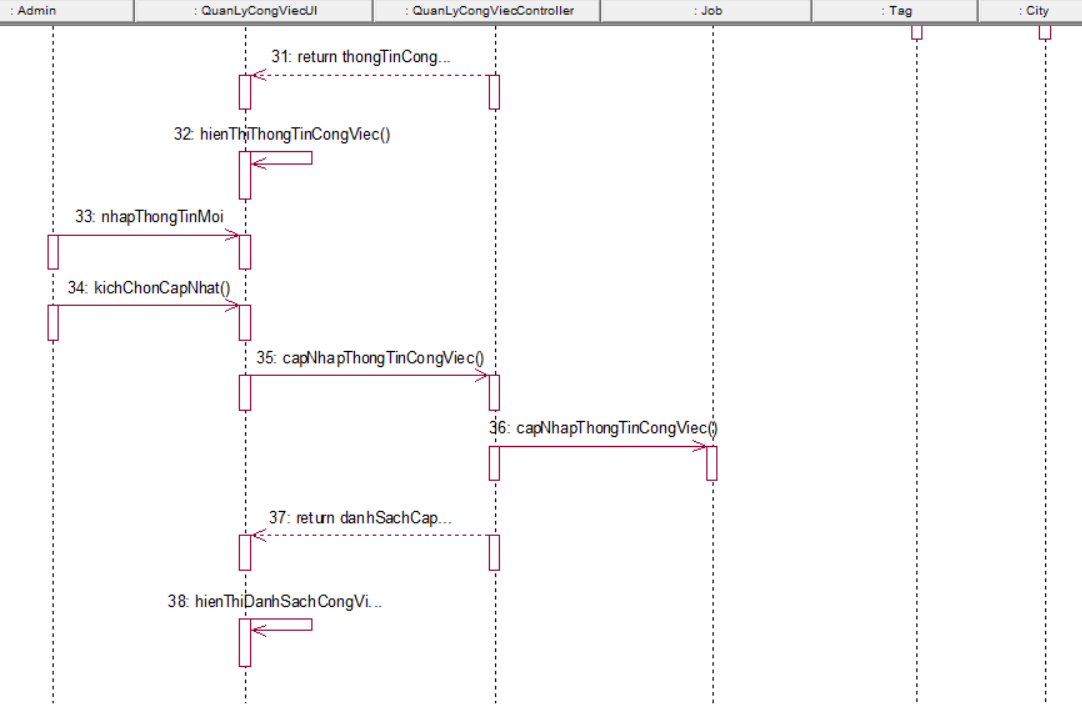 : Admin
: QuanLyCongViecUI
: QuanLyCongViecController
: Job
: Tag
: City
31: return thongTinCong...
32: hienThiThongTinCongViec()
33: nhapThongTinMoi
34: kichChonCapNhat()
35: capNhapThongTinCongViec()
36: capNhapThongTinCongViec()
37: return danhSachCap...
38: hienThiDanhSachCongVi...